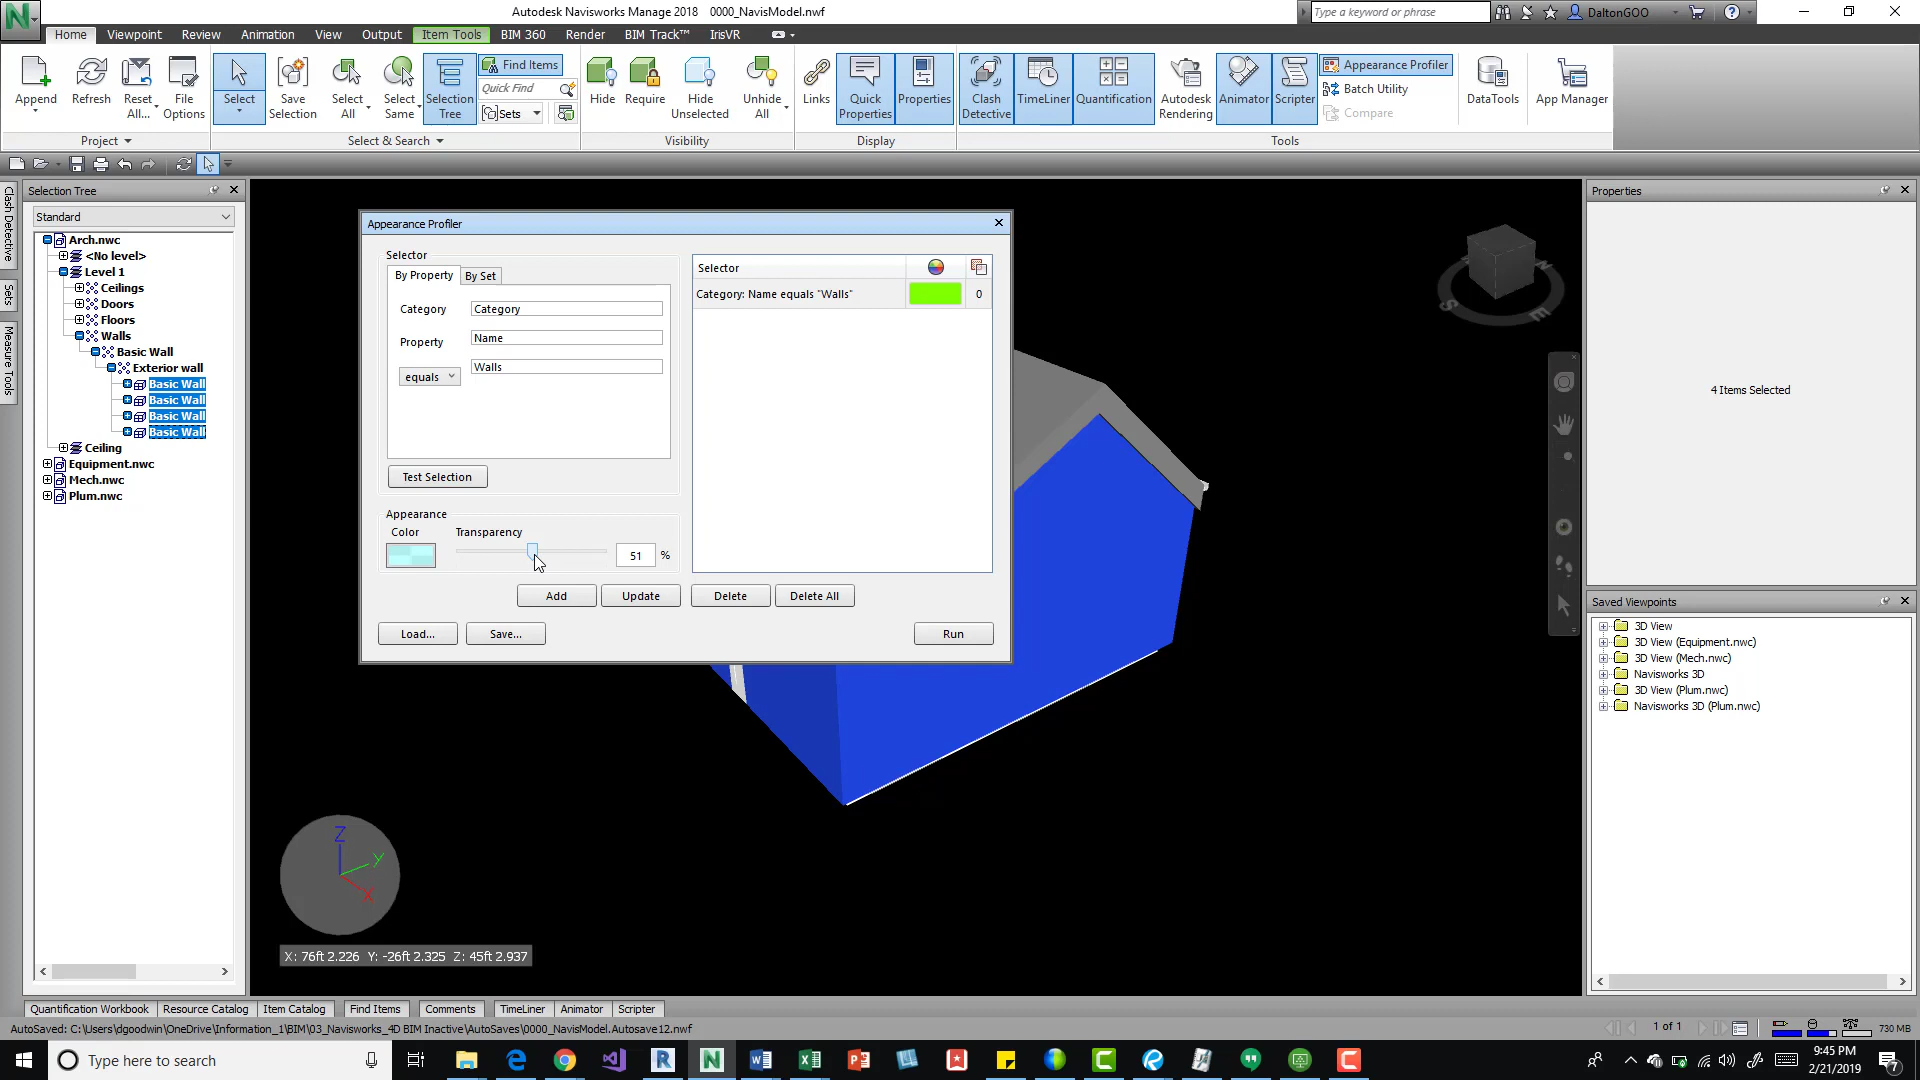 Autodesk Navisworks Manage 2018 0000_NavisModel.nwf
Type a keyword or phrase
DaltonGOO
Home Viewpoint Review Animation View Output Item Tools BIM 360 Render BIM Track™ IrisVR
Append
Refresh
Reset All...
File Options
Select
Save Selection
Select All
Select Same
Selection Tree
Find Items
Quick Find
Sets
Hide
Require
Hide Unselected
Unhide All
Links
Quick Properties
Properties
Clash Detective
TimeLiner
Quantification
Autodesk Rendering
Animator
Scripter
Appearance Profiler
Batch Utility
Compare
DataTools
App Manager
Project
Select & Search
Visibility
Display
Tools
Clash Detective
Sets
Measure Tools
Selection Tree
Standard
Arch.nwc
<No level>
Level 1
Ceilings
Doors
Floors
Walls
Basic Wall
Exterior wall
Basic Wall
Basic Wall
Basic Wall
Basic Wall
Ceiling
Equipment.nwc
Mech.nwc
Plum.nwc
Appearance Profiler
Selector
By Property By Set
Category Category
Property Name
equals Walls
Test Selection
Appearance
Color Transparency
51 %
Add Update Delete Delete All
Load... Save... Run
Selector
Category: Name equals "Walls" 0
N
S
E
Z
Y
X
X: 76ft 2.226 Y: -26ft 2.325 Z: 45ft 2.937
Properties
4 Items Selected
Saved Viewpoints
3D View
3D View (Equipment.nwc)
3D View (Mech.nwc)
Navisworks 3D
3D View (Plum.nwc)
Navisworks 3D (Plum.nwc)
Quantification Workbook Resource Catalog Item Catalog Find Items Comments TimeLiner Animator Scripter
AutoSaved: C:\Users\dgoodwin\OneDrive\Information_1\BIM\03_Navisworks_4D BIM Inactive\AutoSaves\0000_NavisModel.Autosave12.nwf
1 of 1
730 MB
Type here to search
9:45 PM
2/21/2019
7